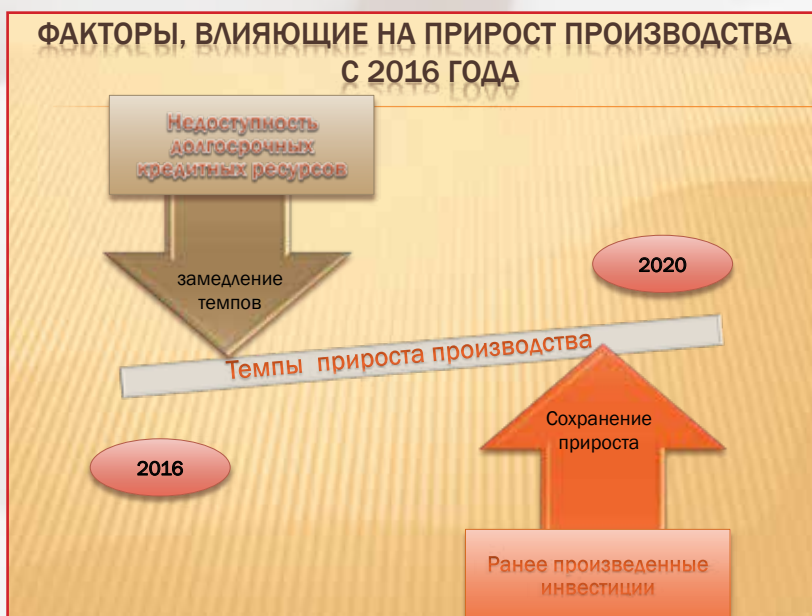 ФАКТОРЫ, ВЛИЯЮЩИЕ НА ПРИРОСТ ПРОИЗВОДСТВА
С 2016 ГОДА
Недоступность
долгосрочных
кредитных ресурсов
замедление
темпов
2020
Темпы прироста производства
2016
Сохранение
прироста
Ранее произведенные
инвестиции